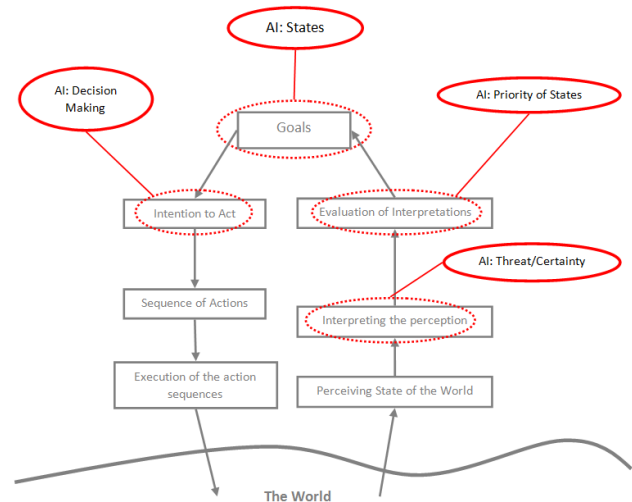 AI: States
AI: Decision
Making
AI: Priority of States
Goals
Intention to Act
Evaluation of Interpretations
AI: Threat/Certainty
Sequence of Actions
Interpreting the perception
Execution of the action
sequences
Perceiving State of the World
The World